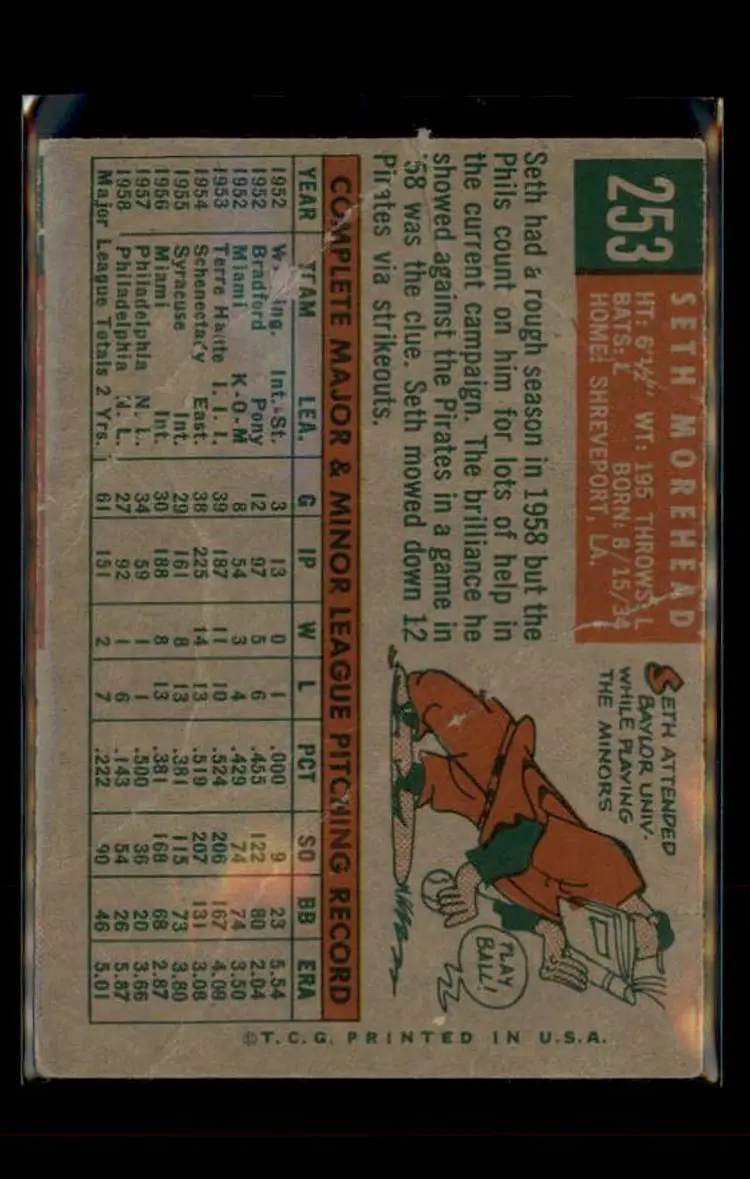 253
SETH MOREHEAD
HT: 6'1½" WT: 195 THROWS: L
BATS: L BORN: 8/15/34
HOME: SHREVEPORT, LA.
Seth had a rough season in 1958 but the
Phils count on him for lots of help in
the current campaign. The brilliance he
showed against the Pirates in a game in
'58 was the clue. Seth mowed down 12
Pirates via strikeouts.
SETH ATTENDED
BAYLOR UNIV.
WHILE PLAYING
THE MINORS
PLAY
BALL!
COMPLETE MAJOR & MINOR LEAGUE PITCHING RECORD
YEAR TEAM LEA. G IP W L PCT SO BB ERA
1952 Int.-St. 3 13 0 1 .000 9 23 5.54
1952 Bradford Pony 12 97 5 6 .455 122 80 2.04
1952 Miami K-O-M 8 54 3 4 .429 74 74 3.50
1953 Terre Haute I. I. I. 39 187 11 10 .524 206 167 4.09
1954 Schenectady East. 38 225 14 13 .519 207 131 3.08
1955 Syracuse Int. 29 161 8 13 .381 115 73 3.80
1956 Miami Int. 30 188 8 13 .381 168 68 2.87
1957 Philadelphia N. L. 34 59 1 1 .500 36 20 3.66
1958 Philadelphia N. L. 27 92 1 6 .143 54 26 5.87
Major League Totals 2 Yrs. 61 151 2 7 .222 90 46 5.01
©T.C.G. PRINTED IN U.S.A.